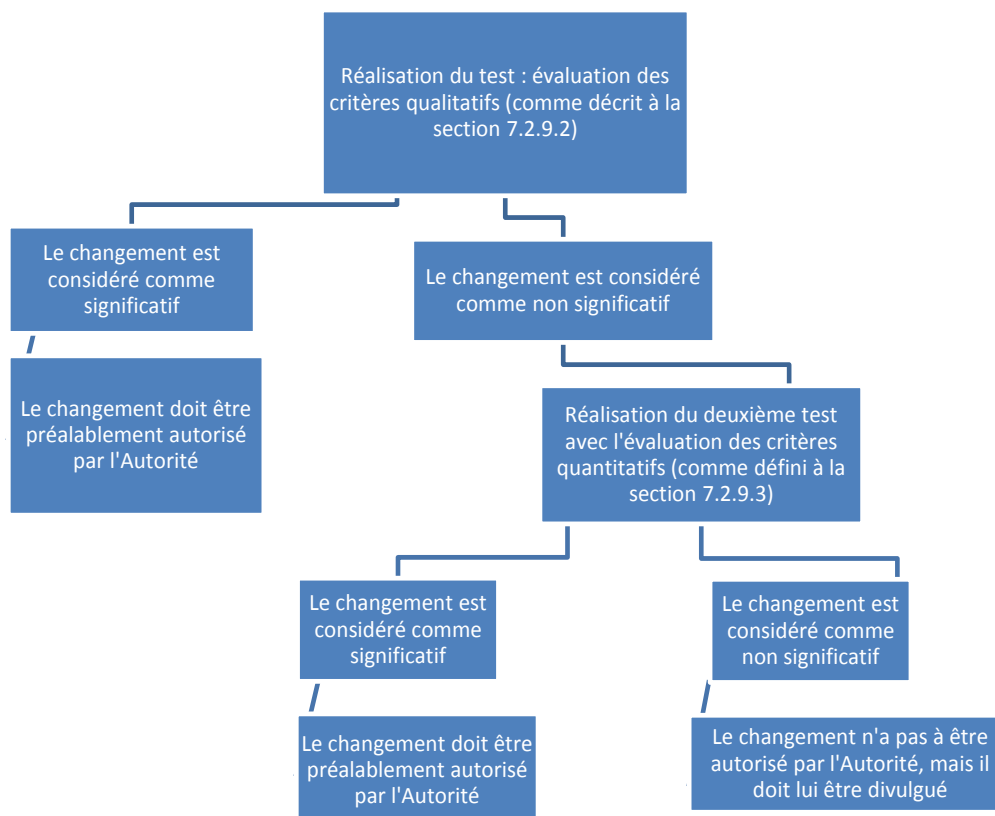 Réalisation du test : évaluation des
critères qualitatifs (comme décrit à la
section 7.2.9.2)
Le changement est
considéré comme
significatif
Le changement est considéré
comme non significatif
Le changement doit être
préalablement autorisé
par l'Autorité
Réalisation du deuxième test
avec l'évaluation des critères
quantitatifs (comme défini à la
section 7.2.9.3)
Le changement est
considéré comme
significatif
Le changement est
considéré comme
non significatif
Le changement doit être
préalablement autorisé
par l'Autorité
Le changement n'a pas à être
autorisé par l'Autorité, mais il
doit lui être divulgué